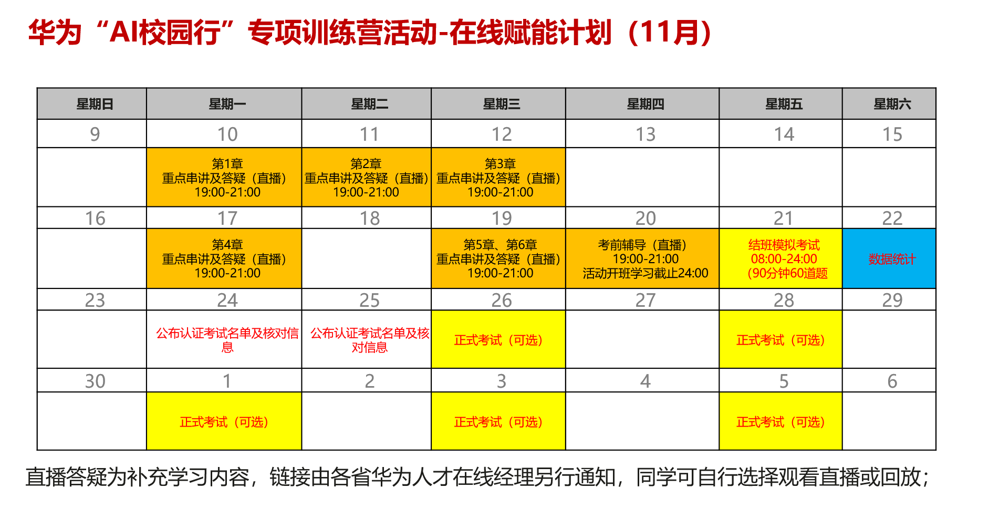 华为“AI校园行”专项训练营活动-在线赋能计划（11月）
星期日 星期一 星期二 星期三 星期四 星期五 星期六
9 10 11 12 13 14 15
第1章
重点串讲及答疑（直播）
19:00-21:00
第2章
重点串讲及答疑（直播）
19:00-21:00
第3章
重点串讲及答疑（直播）
19:00-21:00
16 17 18 19 20 21 22
第4章
重点串讲及答疑（直播）
19:00-21:00
第5章、第6章
重点串讲及答疑（直播）
19:00-21:00
考前辅导（直播）
19:00-21:00
活动开班学习截止24:00
结班模拟考试
08:00-24:00
（90分钟60道题
数据统计
23 24 25 26 27 28 29
公布认证考试名单及核对信
息
公布认证考试名单及核
对信息
正式考试（可选）
正式考试（可选）
30 1 2 3 4 5 6
正式考试（可选）
正式考试（可选）
正式考试（可选）
直播答疑为补充学习内容，链接由各省华为人才在线经理另行通知，同学可自行选择观看直播或回放；